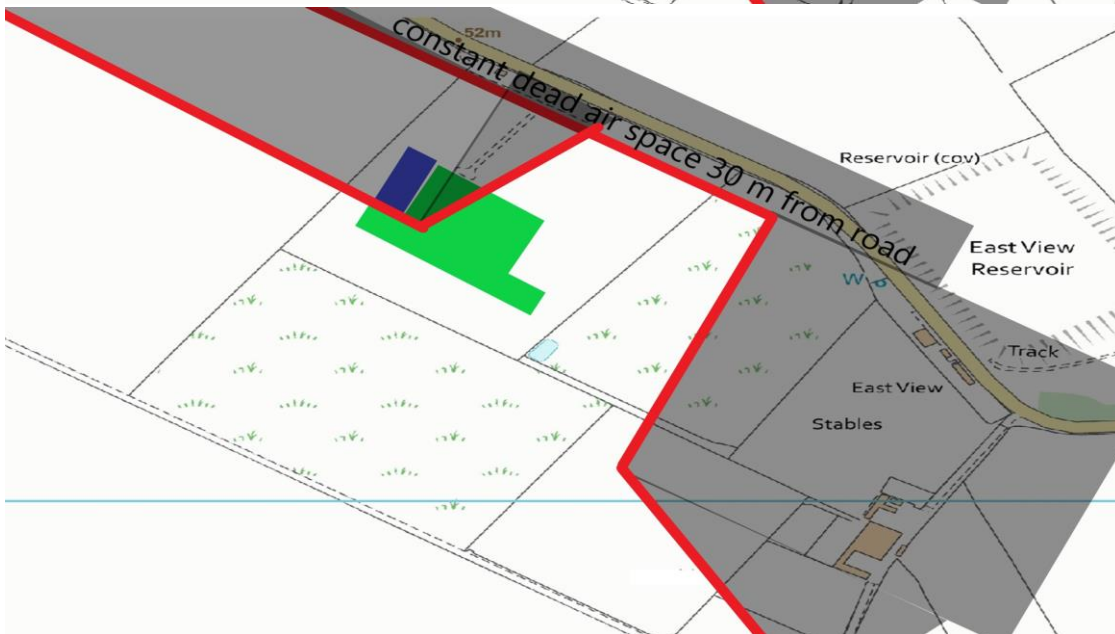 52m
constant dead air space 30 m from road
Reservoir (cov)
East View
Reservoir
W
Track
East View
Stables